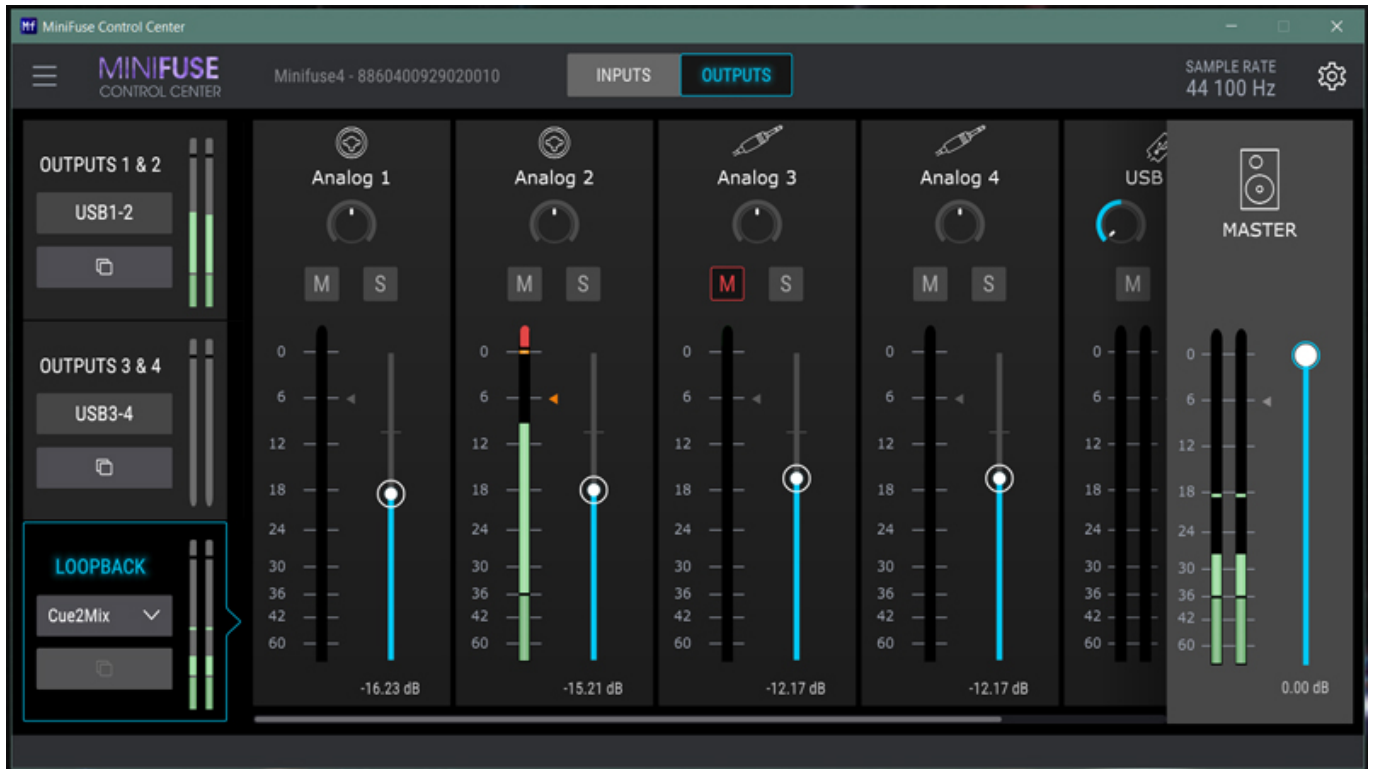 Mf MiniFuse Control Center
MINIFUSE
CONTROL CENTER
Minifuse4 - 8860400929020010
INPUTS
OUTPUTS
SAMPLE RATE
44 100 Hz
OUTPUTS 1 & 2
USB1-2
OUTPUTS 3 & 4
USB3-4
LOOPBACK
Cue2Mix
Analog 1
M S
0
6
12
18
24
30
36
42
60
-16.23 dB
Analog 2
M S
0
6
12
18
24
30
36
42
60
-15.21 dB
Analog 3
M S
0
6
12
18
24
30
36
42
60
-12.17 dB
Analog 4
M S
0
6
12
18
24
30
36
42
60
-12.17 dB
USB
M
0
6
12
18
24
30
36
42
60
MASTER
0
6
12
18
24
30
36
42
60
0.00 dB